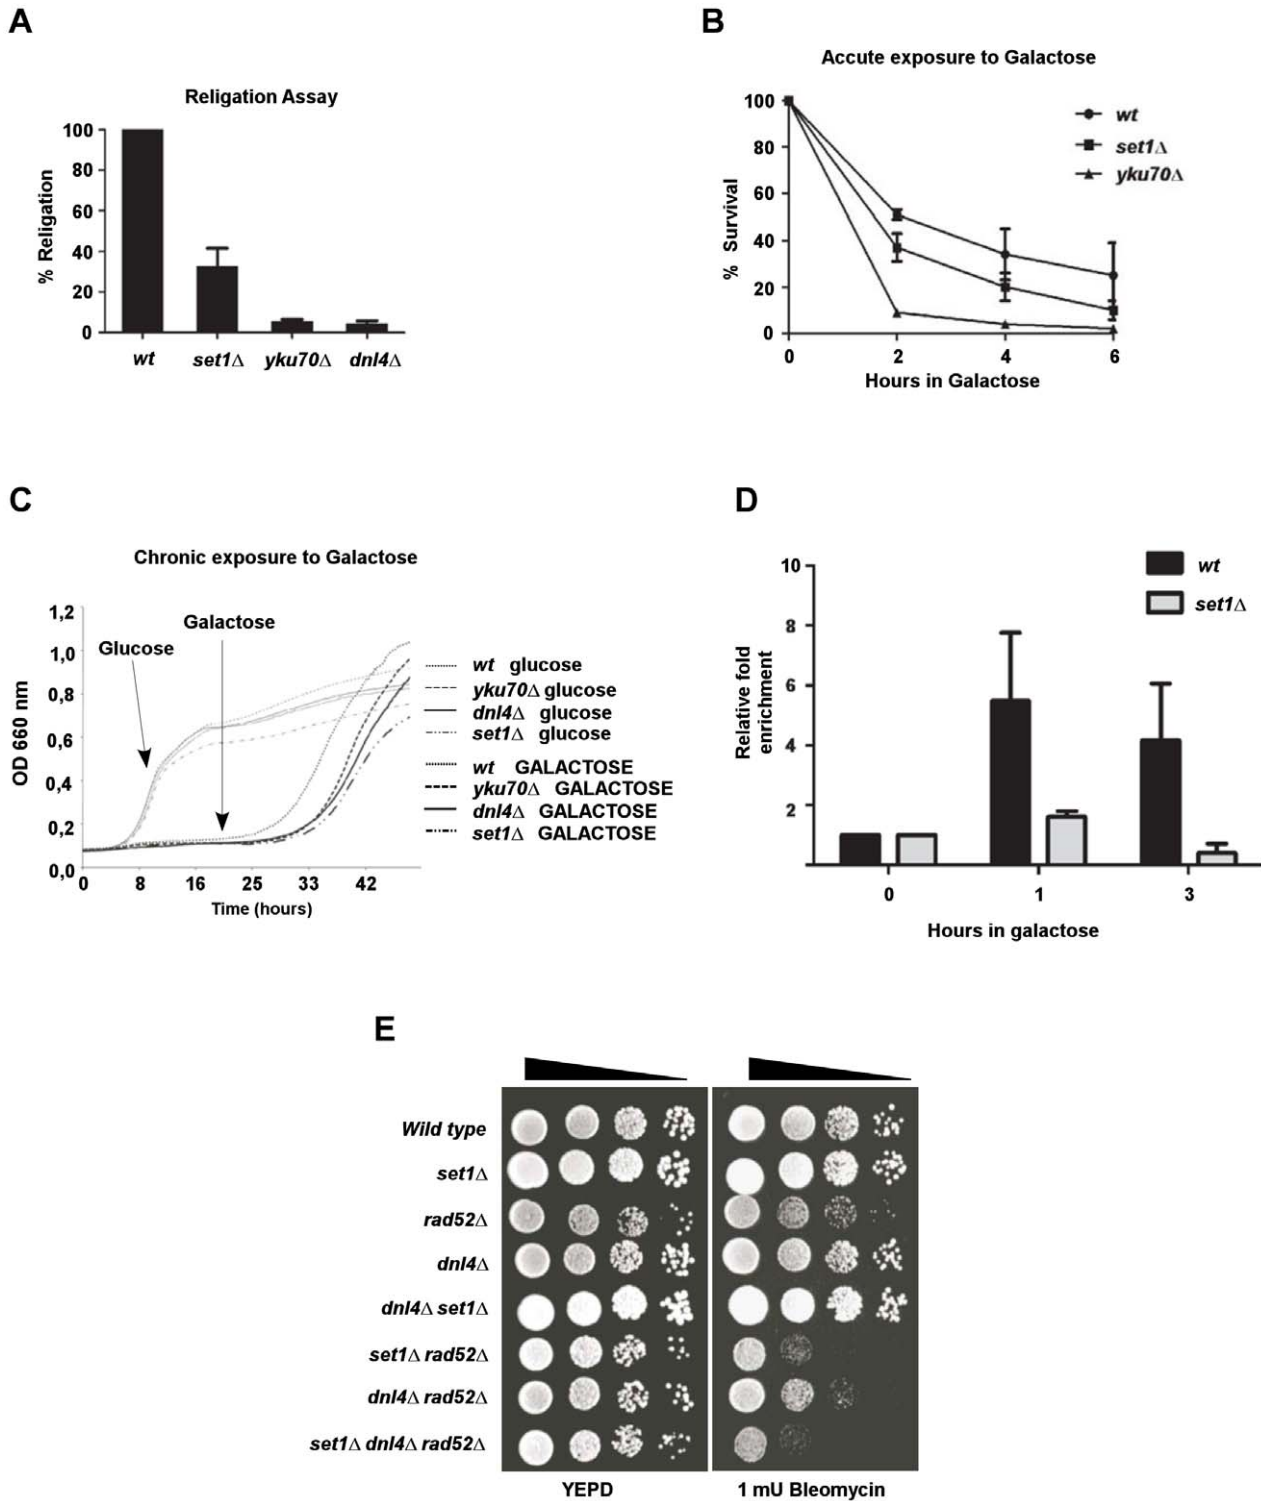 A
Religation Assay
% Religation
100
80
60
40
20
0
wt
set1Δ
yku70Δ
dnl4Δ
B
Accute exposure to Galactose
% Survival
100
80
60
40
20
0
0
2
4
6
Hours in Galactose
wt
set1Δ
yku70Δ
C
Chronic exposure to Galactose
OD 660 nm
1,2
1,0
0,8
0,6
0,4
0,2
0,0
Glucose
Galactose
0
8
16
25
33
42
Time (hours)
wt glucose
yku70Δ glucose
dnl4Δ glucose
set1Δ glucose
wt GALACTOSE
yku70Δ GALACTOSE
dnl4Δ GALACTOSE
set1Δ GALACTOSE
D
Relative fold
enrichment
10
8
6
4
2
wt
set1Δ
0
1
3
Hours in galactose
E
Wild type
set1Δ
rad52Δ
dnl4Δ
dnl4Δ set1Δ
set1Δ rad52Δ
dnl4Δ rad52Δ
set1Δ dnl4Δ rad52Δ
YEPD
1 mU Bleomycin